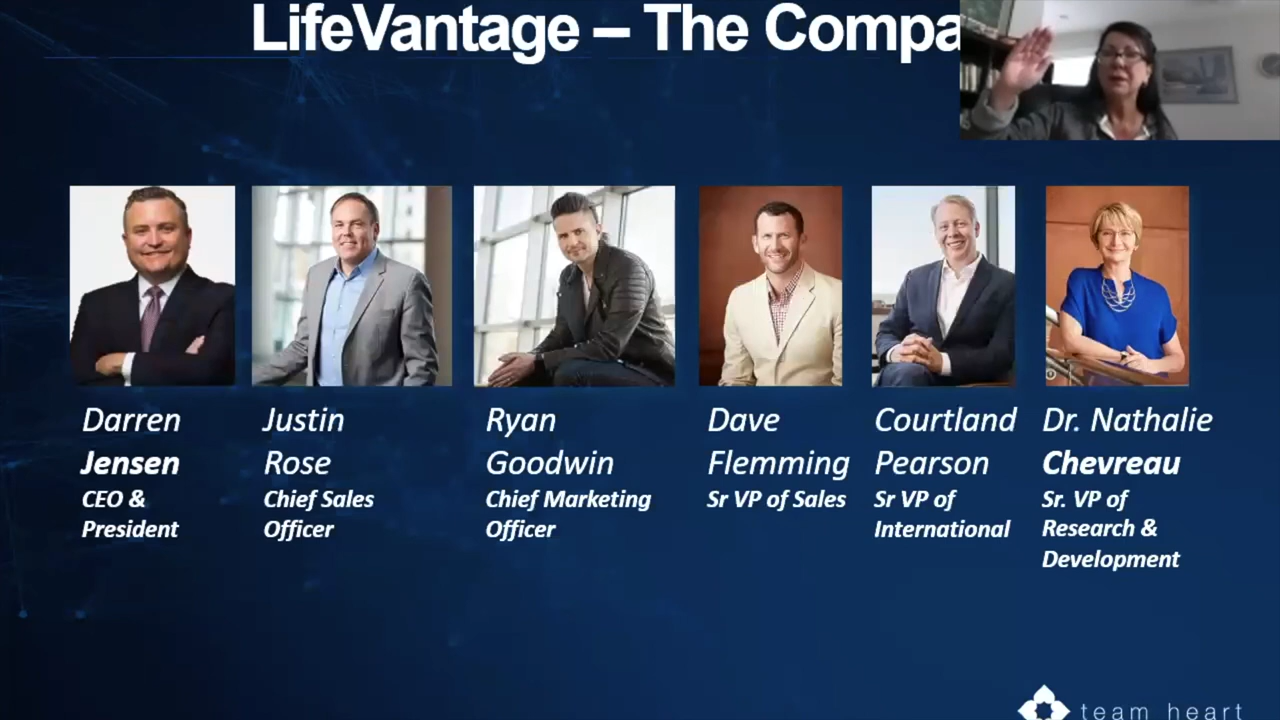 LifeVantage – The Compa
Darren
Jensen
CEO &
President
Justin
Rose
Chief Sales
Officer
Ryan
Goodwin
Chief Marketing
Officer
Dave
Flemming
Sr VP of Sales
Courtland
Pearson
Sr VP of
International
Dr. Nathalie
Chevreau
Sr. VP of
Research &
Development
team heart